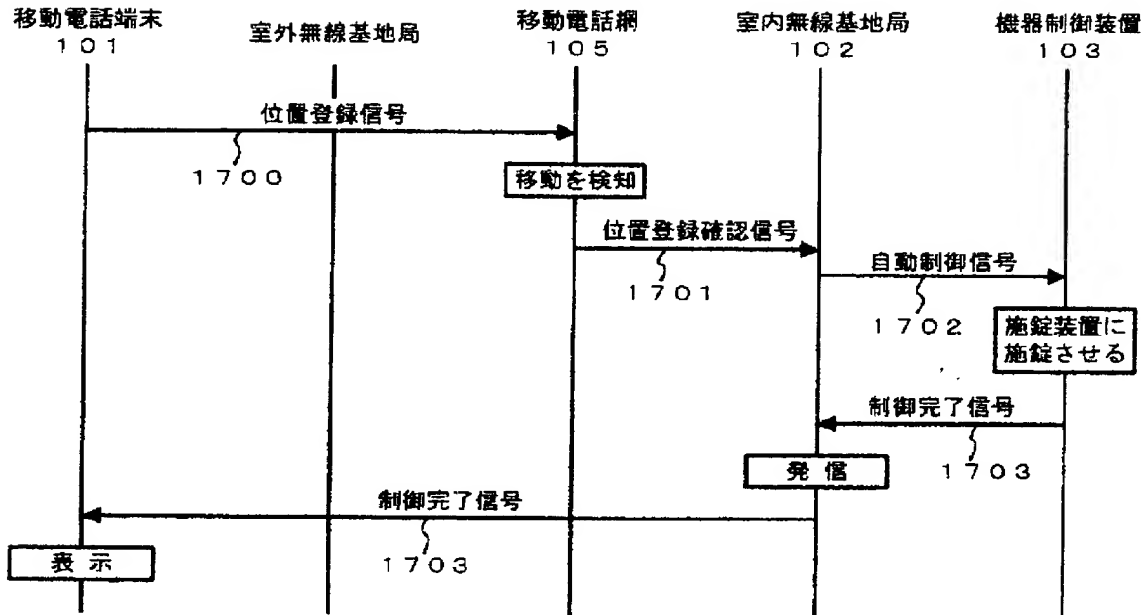 移動電話端末
101
室外無線基地局
移動電話網
105
室内無線基地局
102
機器制御装置
103
位置登録信号
1700
移動を検知
位置登録確認信号
1701
自動制御信号
1702
施錠装置に
施錠させる
制御完了信号
1703
発信
制御完了信号
1703
表示